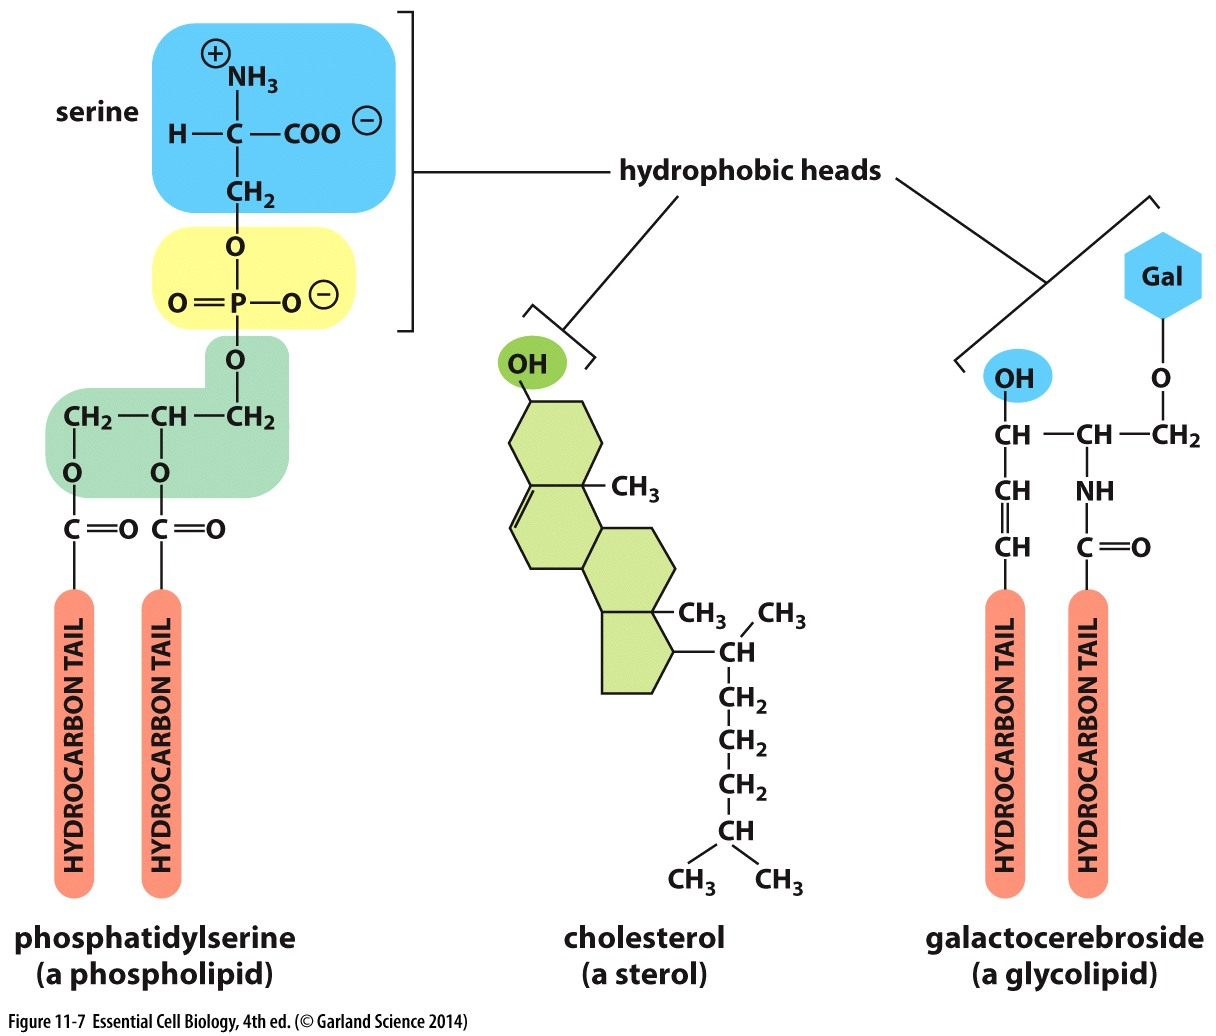 serine
⊕
NH3
H—C—COO ⊖
CH2
O
O=P—O ⊖
O
CH2—CH—CH2
O O
C=O C=O
HYDROCARBON TAIL
HYDROCARBON TAIL
phosphatidylserine
(a phospholipid)
hydrophobic heads
OH
CH3
CH3
CH3
CH
CH2
CH2
CH2
CH
CH3 CH3
cholesterol
(a sterol)
Gal
O
OH
CH—CH—CH2
CH NH
CH C=O
HYDROCARBON TAIL
HYDROCARBON TAIL
galactocerebroside
(a glycolipid)
Figure 11-7 Essential Cell Biology, 4th ed. (© Garland Science 2014)